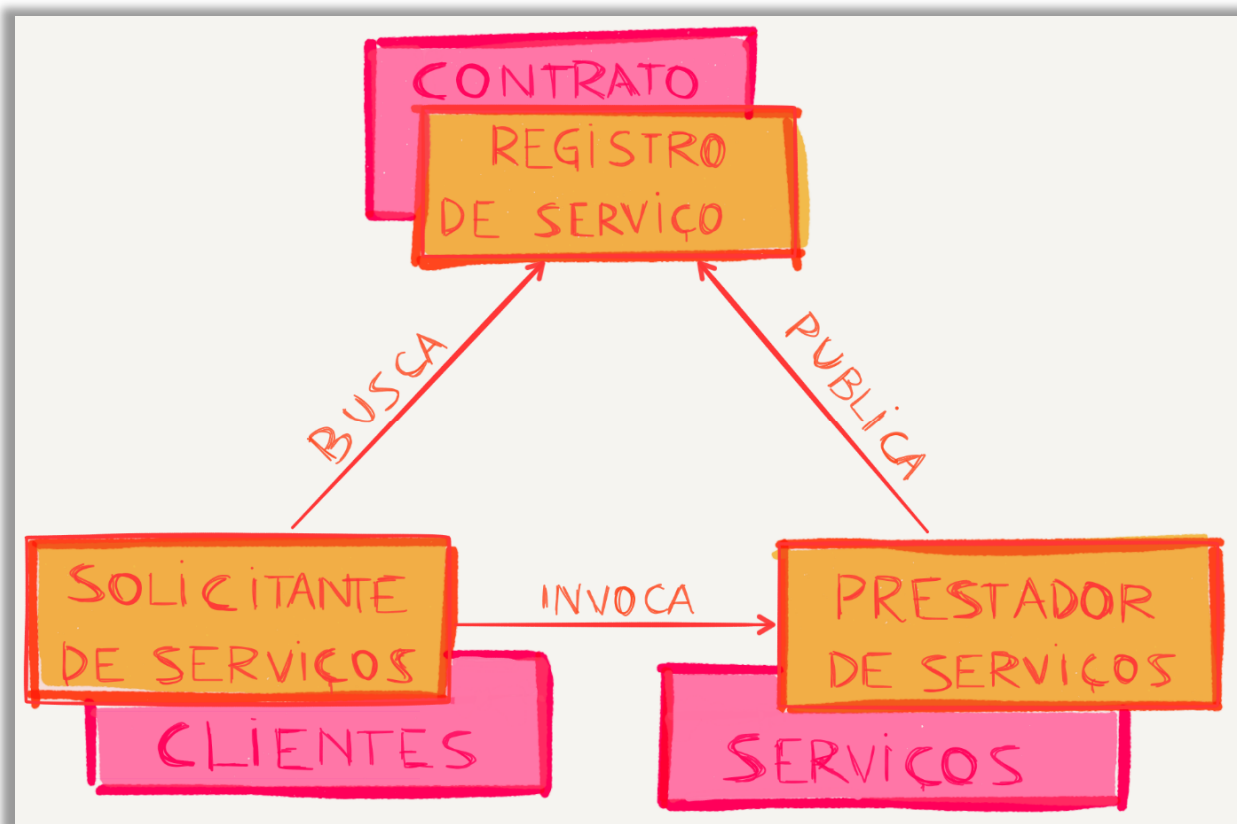 CONTRATO
REGISTRO
DE SERVIÇO
BUSCA
PUBLICA
SOLICITANTE
DE SERVIÇOS
INVOCA
PRESTADOR
DE SERVIÇOS
CLIENTES
SERVIÇOS